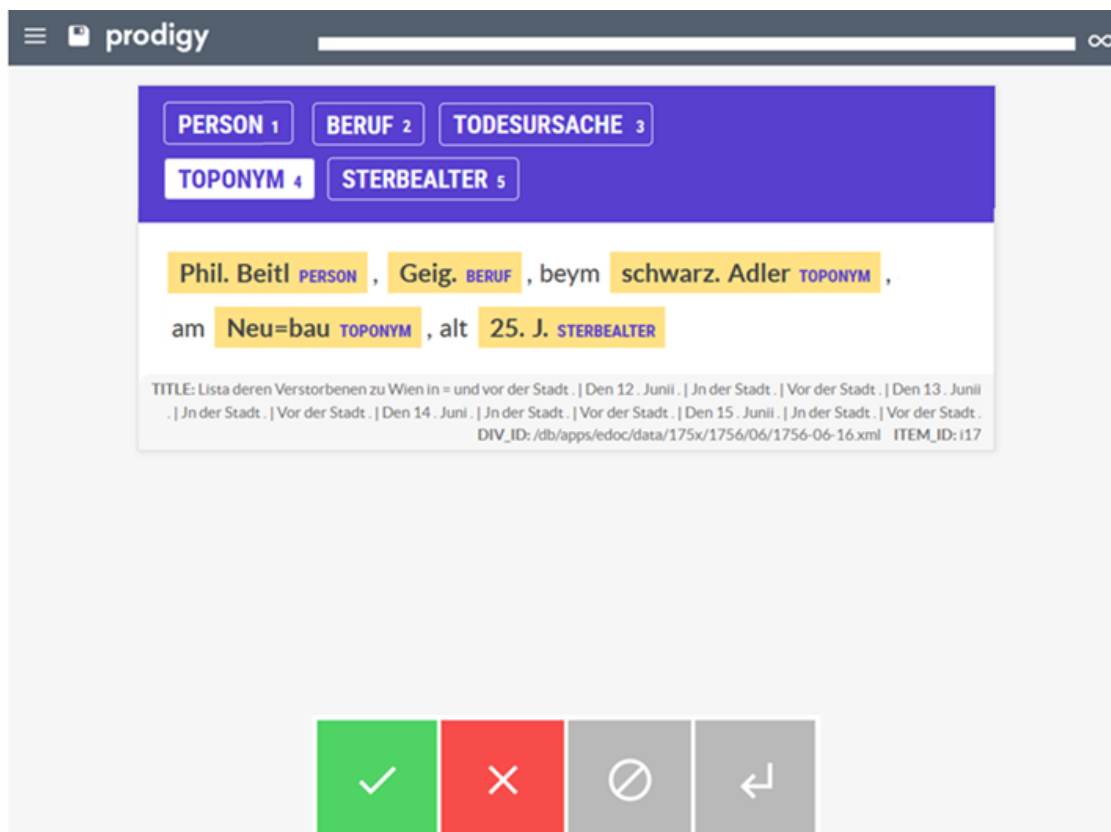 prodigy
∞
PERSON 1 BERUF 2 TODESURSACHE 3
TOPONYM 4 STERBEALTER 5
Phil. Beitl PERSON , Geig. BERUF , beym schwarz. Adler TOPONYM ,
am Neu=bau TOPONYM , alt 25. J. STERBEALTER
TITLE: Lista deren Verstorbenen zu Wien in = und vor der Stadt . | Den 12 . Junii . | Jn der Stadt . | Vor der Stadt . | Den 13 . Junii
. | Jn der Stadt . | Vor der Stadt . | Den 14 . Juni . | Jn der Stadt . | Vor der Stadt . | Den 15 . Junii . | Jn der Stadt . | Vor der Stadt .
DIV_ID: /db/apps/edoc/data/175x/1756/06/1756-06-16.xml ITEM_ID: i17